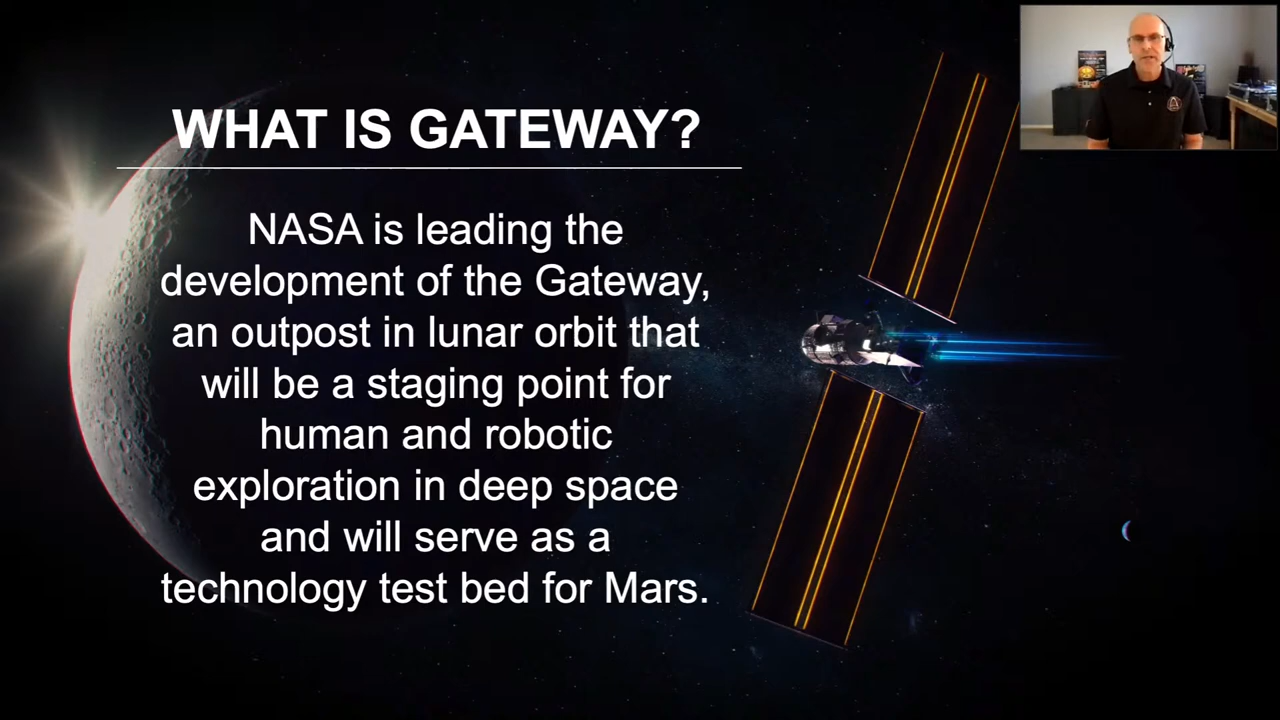 WHAT IS GATEWAY?
NASA is leading the
development of the Gateway,
an outpost in lunar orbit that
will be a staging point for
human and robotic
exploration in deep space
and will serve as a
technology test bed for Mars.